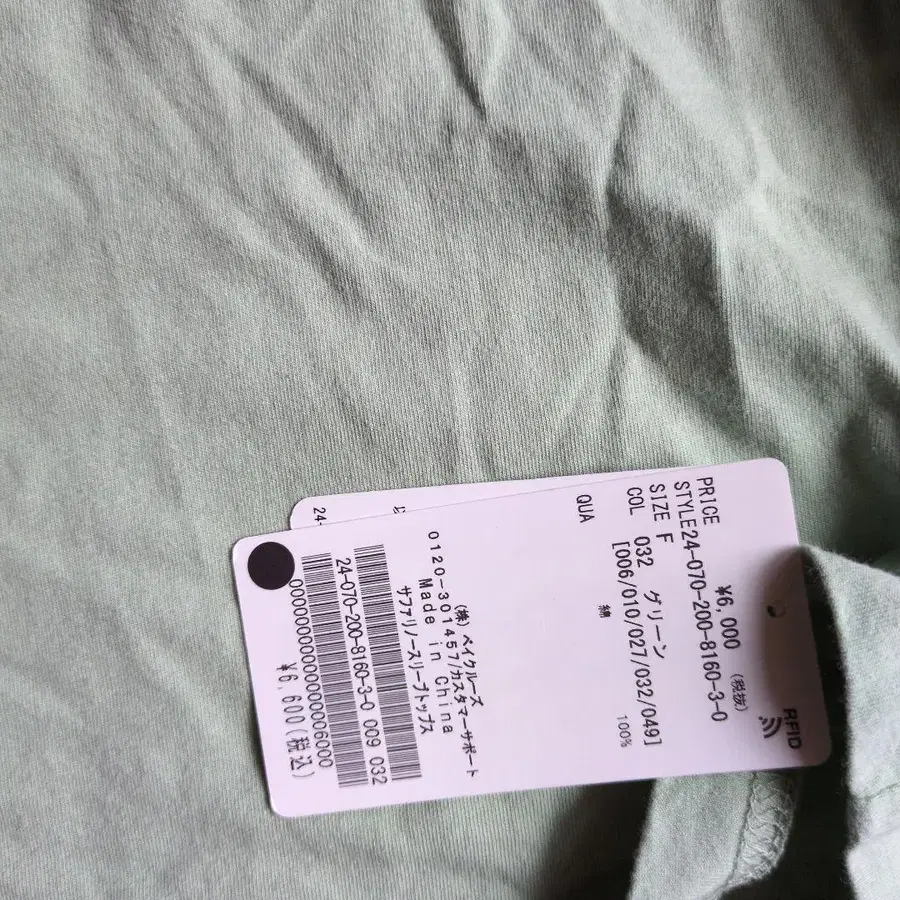 PRICE ¥6,000 (税抜)
STYLE24-070-200-8160-3-0
SIZE F
COL 032 グリーン
[006/010/027/032/049]
QUA 綿 100%
RFID
(株)ベイクルーズ
0120-301457/カスタマーサポート
Made in China
サファリノースリーブトップス
24-070-200-8160-3-0 009 032
0000000000000000006000
¥6,600(税込)
24-